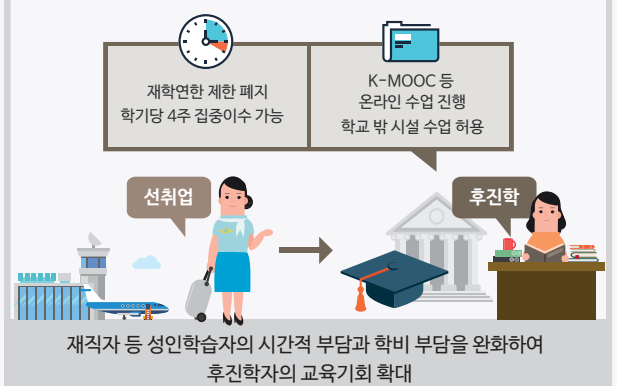 재학연한 제한 폐지
학기당 4주 집중이수 가능
K-MOOC 등
온라인 수업 진행
학교 밖 시설 수업 허용
선취업
후진학
재직자 등 성인학습자의 시간적 부담과 학비 부담을 완화하여
후진학자의 교육기회 확대